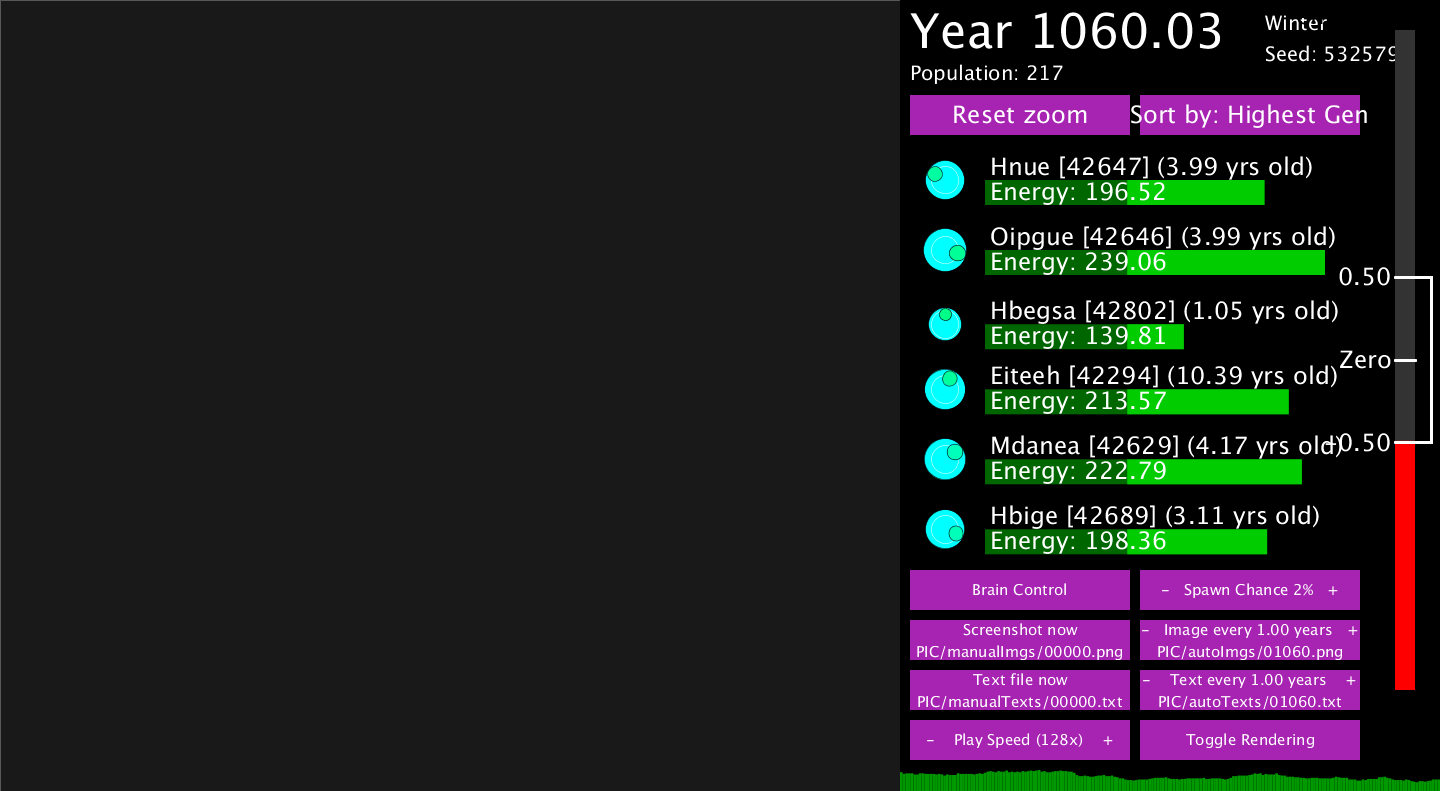 Year 1060.03
Winter
Seed: 532579
Population: 217
Reset zoom
Sort by: Highest Gen
Hnue [42647] (3.99 yrs old)
Energy: 196.52
Oipgue [42646] (3.99 yrs old)
Energy: 239.06
0.50
Hbegsa [42802] (1.05 yrs old)
Energy: 139.81
Zero
Eiteeh [42294] (10.39 yrs old)
Energy: 213.57
Mdanea [42629] (4.17 yrs old)
-0.50
Energy: 222.79
Hbige [42689] (3.11 yrs old)
Energy: 198.36
Brain Control
- Spawn Chance 2% +
Screenshot now
PIC/manualImgs/00000.png
- Image every 1.00 years +
PIC/autoImgs/01060.png
Text file now
PIC/manualTexts/00000.txt
- Text every 1.00 years +
PIC/autoTexts/01060.txt
- Play Speed (128x) +
Toggle Rendering